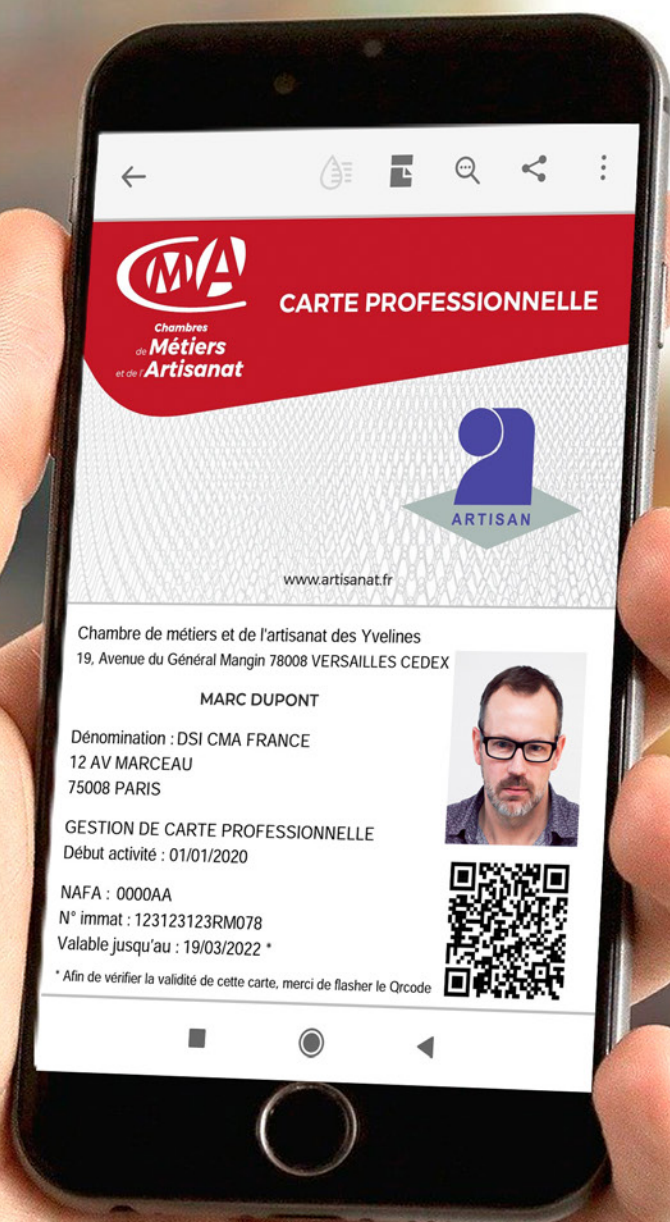 CMA
Chambres
de Métiers
et de l'Artisanat
CARTE PROFESSIONNELLE
ARTISAN
www.artisanat.fr
Chambre de métiers et de l'artisanat des Yvelines
19, Avenue du Général Mangin 78008 VERSAILLES CEDEX
MARC DUPONT
Dénomination : DSI CMA FRANCE
12 AV MARCEAU
75008 PARIS
GESTION DE CARTE PROFESSIONNELLE
Début activité : 01/01/2020
NAFA : 0000AA
N° immat : 123123123RM078
Valable jusqu'au : 19/03/2022 *
* Afin de vérifier la validité de cette carte, merci de flasher le Qrcode